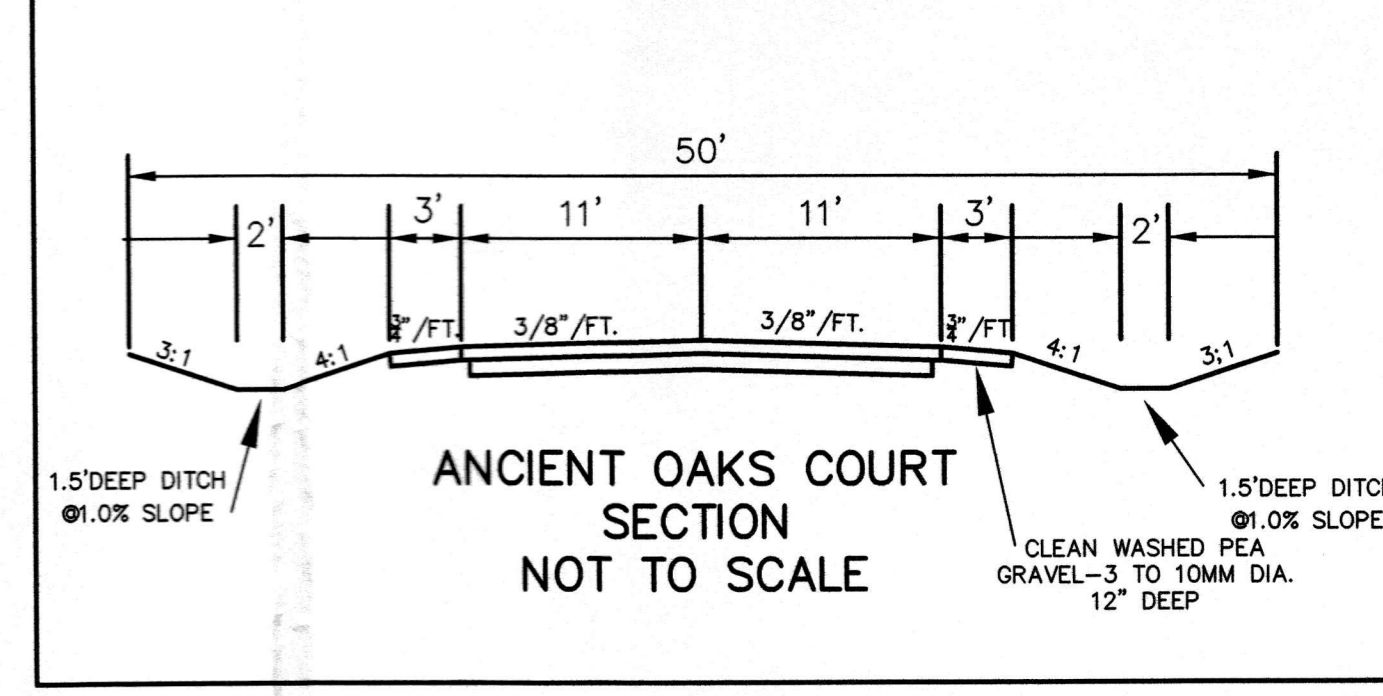 50'
2' 3' 11' 11' 3' 2'
3:1 4:1 3/4"/FT. 3/8"/FT. 3/8"/FT. 3/4"/FT 4:1 3;1
1.5'DEEP DITCH
@1.0% SLOPE
ANCIENT OAKS COURT
SECTION
NOT TO SCALE
1.5'DEEP DITCH
@1.0% SLOPE
CLEAN WASHED PEA
GRAVEL-3 TO 10MM DIA.
12" DEEP